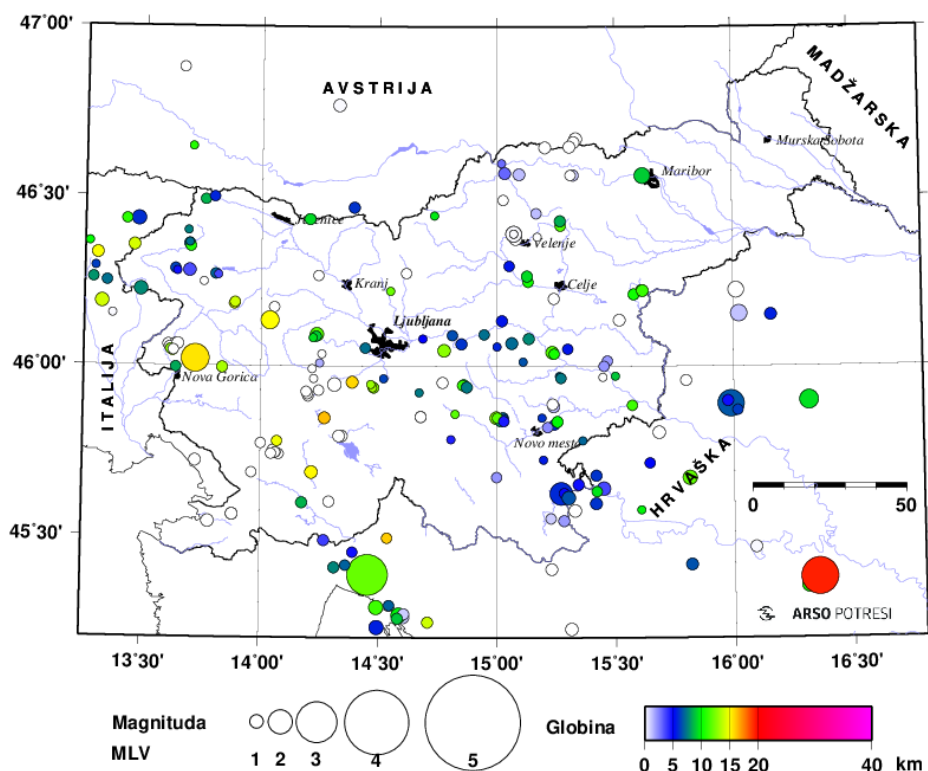 47°00'
46°30'
46°00'
45°30'
AVSTRIJA
MADŽARSKA
Murska Sobota
Maribor
Velenje
Kranj
Celje
Ljubljana
Nova Gorica
ITALIJA
Novo mesto
HRVAŠKA
0 50
ARSO POTRESI
13°30' 14°00' 14°30' 15°00' 15°30' 16°00' 16°30'
Magnituda
MLV
1 2 3 4 5
Globina
0 5 10 15 20 40 km